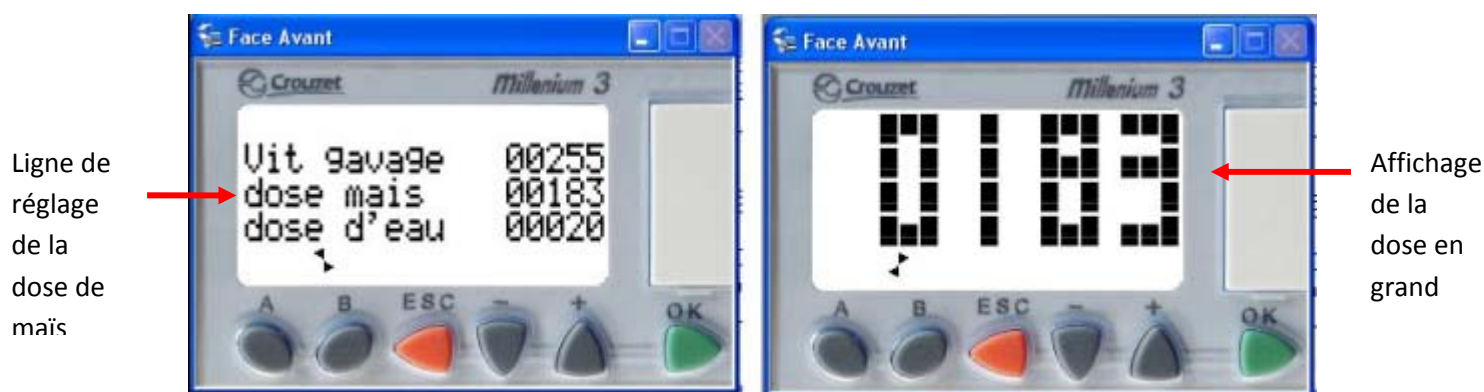 Face Avant
Crouzet
Millenium 3
Vit gavage 00255
dose mais 00183
dose d'eau 00020
A B ESC - + OK
Ligne de
réglage
de la
dose de
maïs
Face Avant
Crouzet
Millenium 3
0183
A B ESC - + OK
Affichage
de la
dose en
grand